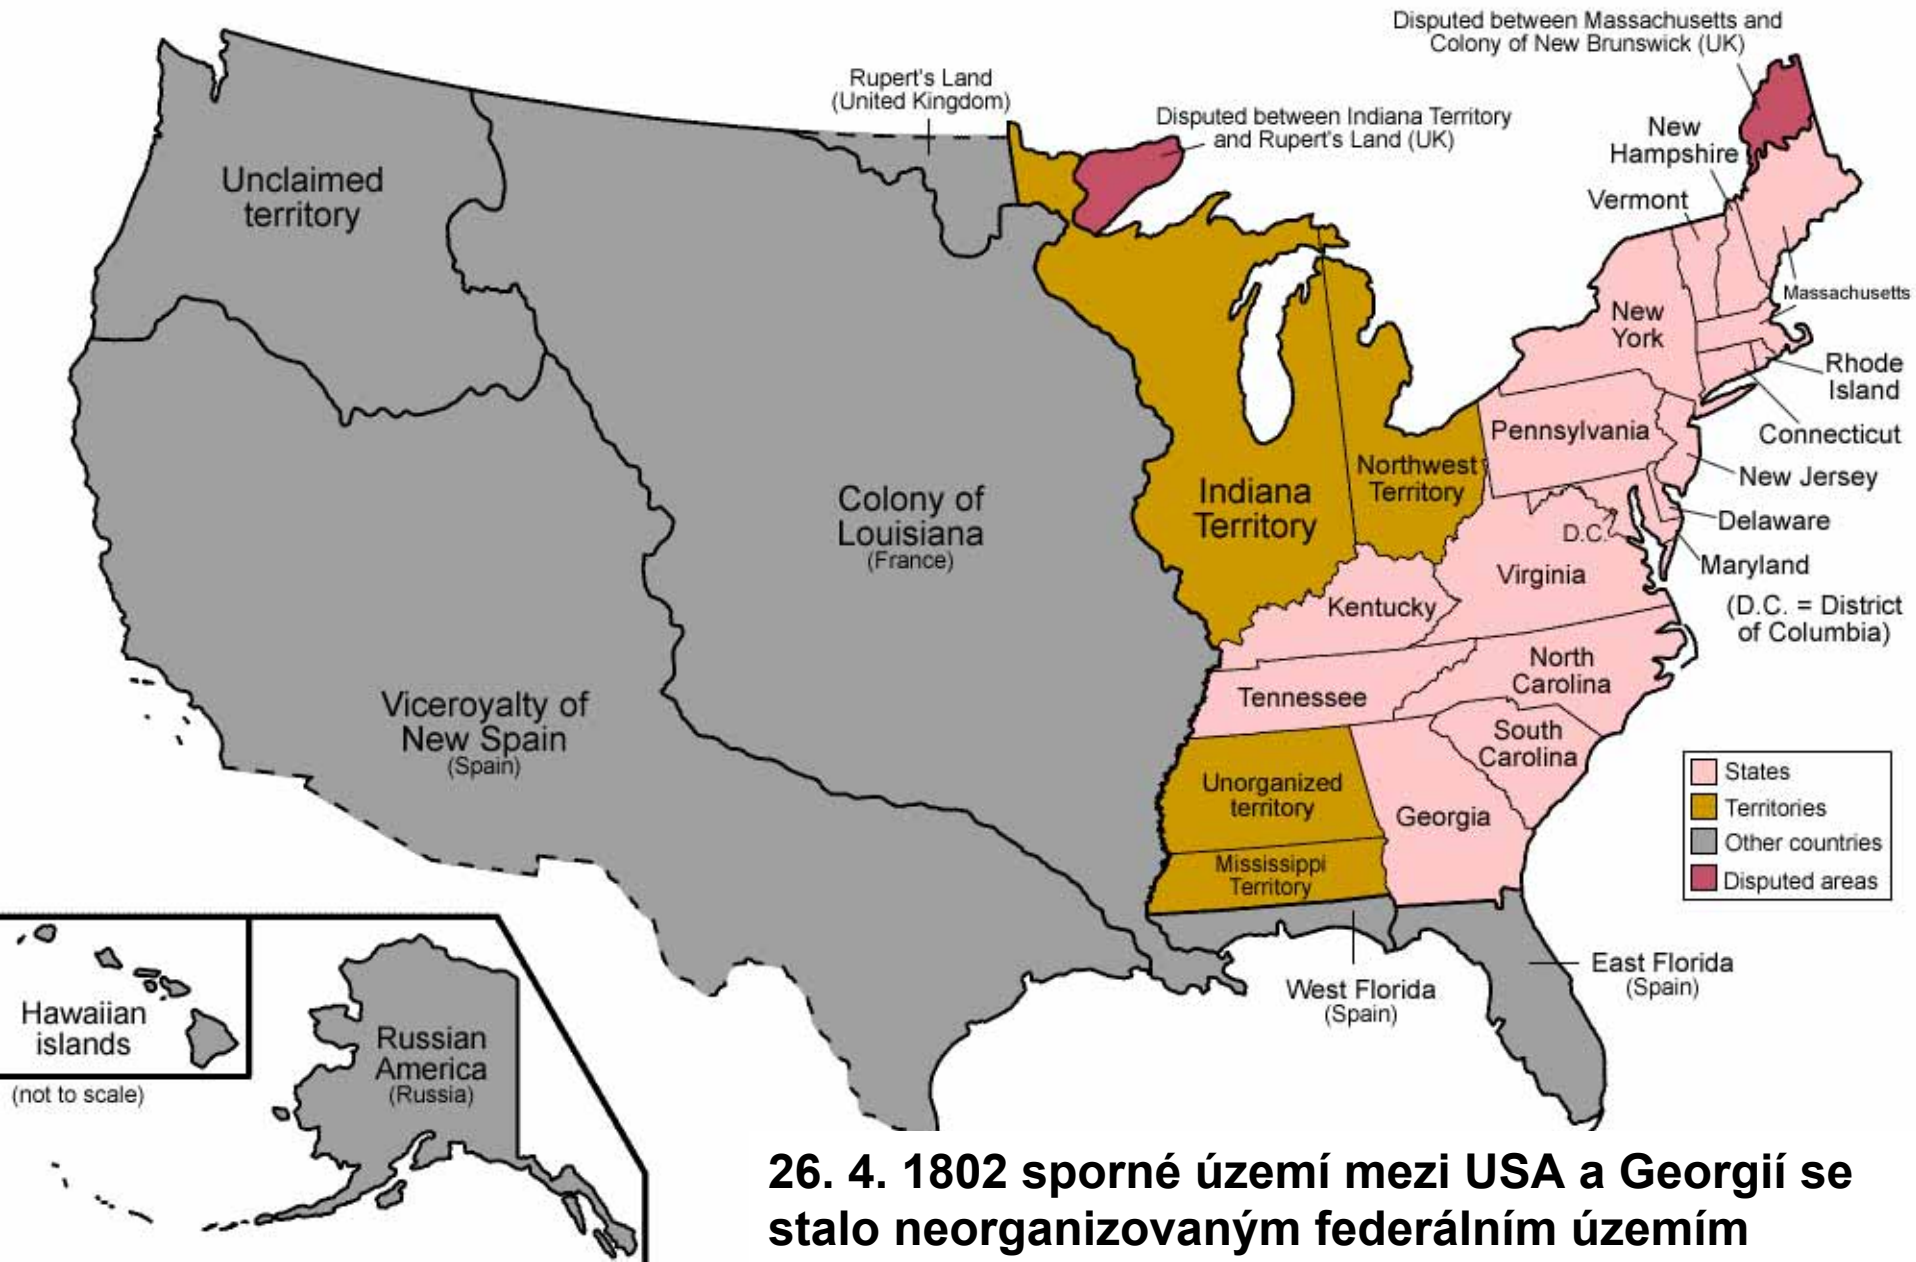 Disputed between Massachusetts and
Colony of New Brunswick (UK)
Rupert's Land
(United Kingdom)
Disputed between Indiana Territory
and Rupert's Land (UK)
New
Hampshire
Vermont
Unclaimed
territory
Massachusetts
New
York
Rhode
Island
Connecticut
Pennsylvania
New Jersey
Northwest
Territory
Indiana
Territory
Colony of
Louisiana
(France)
Delaware
D.C.
Maryland
Virginia
(D.C. = District
of Columbia)
Kentucky
North
Carolina
Tennessee
Viceroyalty of
New Spain
(Spain)
South
Carolina
Unorganized
territory
Georgia
Mississippi
Territory
States
Territories
Other countries
Disputed areas
East Florida
(Spain)
West Florida
(Spain)
Hawaiian
islands
(not to scale)
Russian
America
(Russia)
26. 4. 1802 sporné území mezi USA a Georgií se
stalo neorganizovaným federálním územím